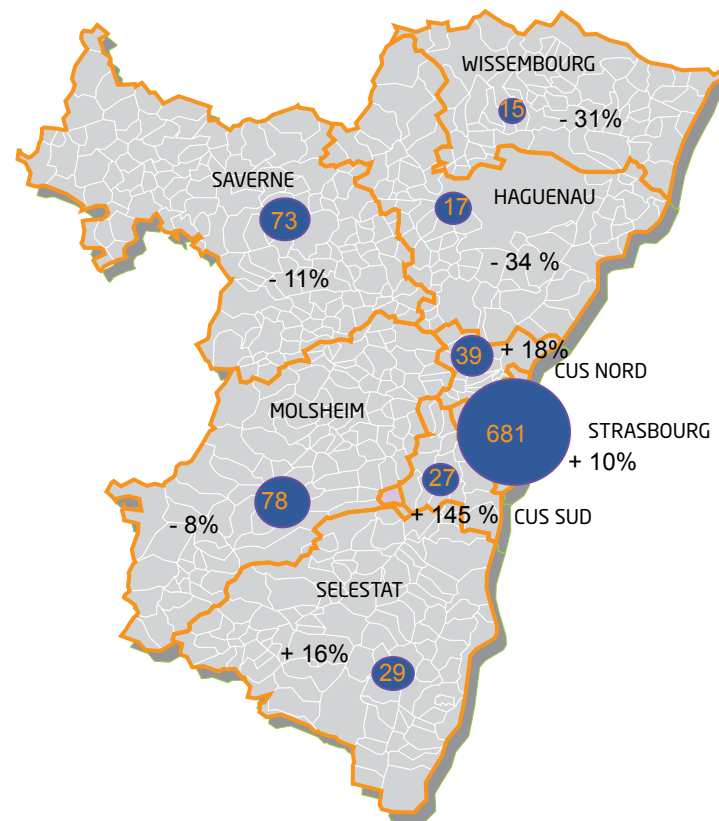 WISSEMBOURG
15
- 31%
SAVERNE
73
- 11%
HAGUENAU
17
- 34 %
39
+ 18%
CUS NORD
MOLSHEIM
78
- 8%
681
STRASBOURG
+ 10%
27
+ 145 %
CUS SUD
SELESTAT
+ 16%
29